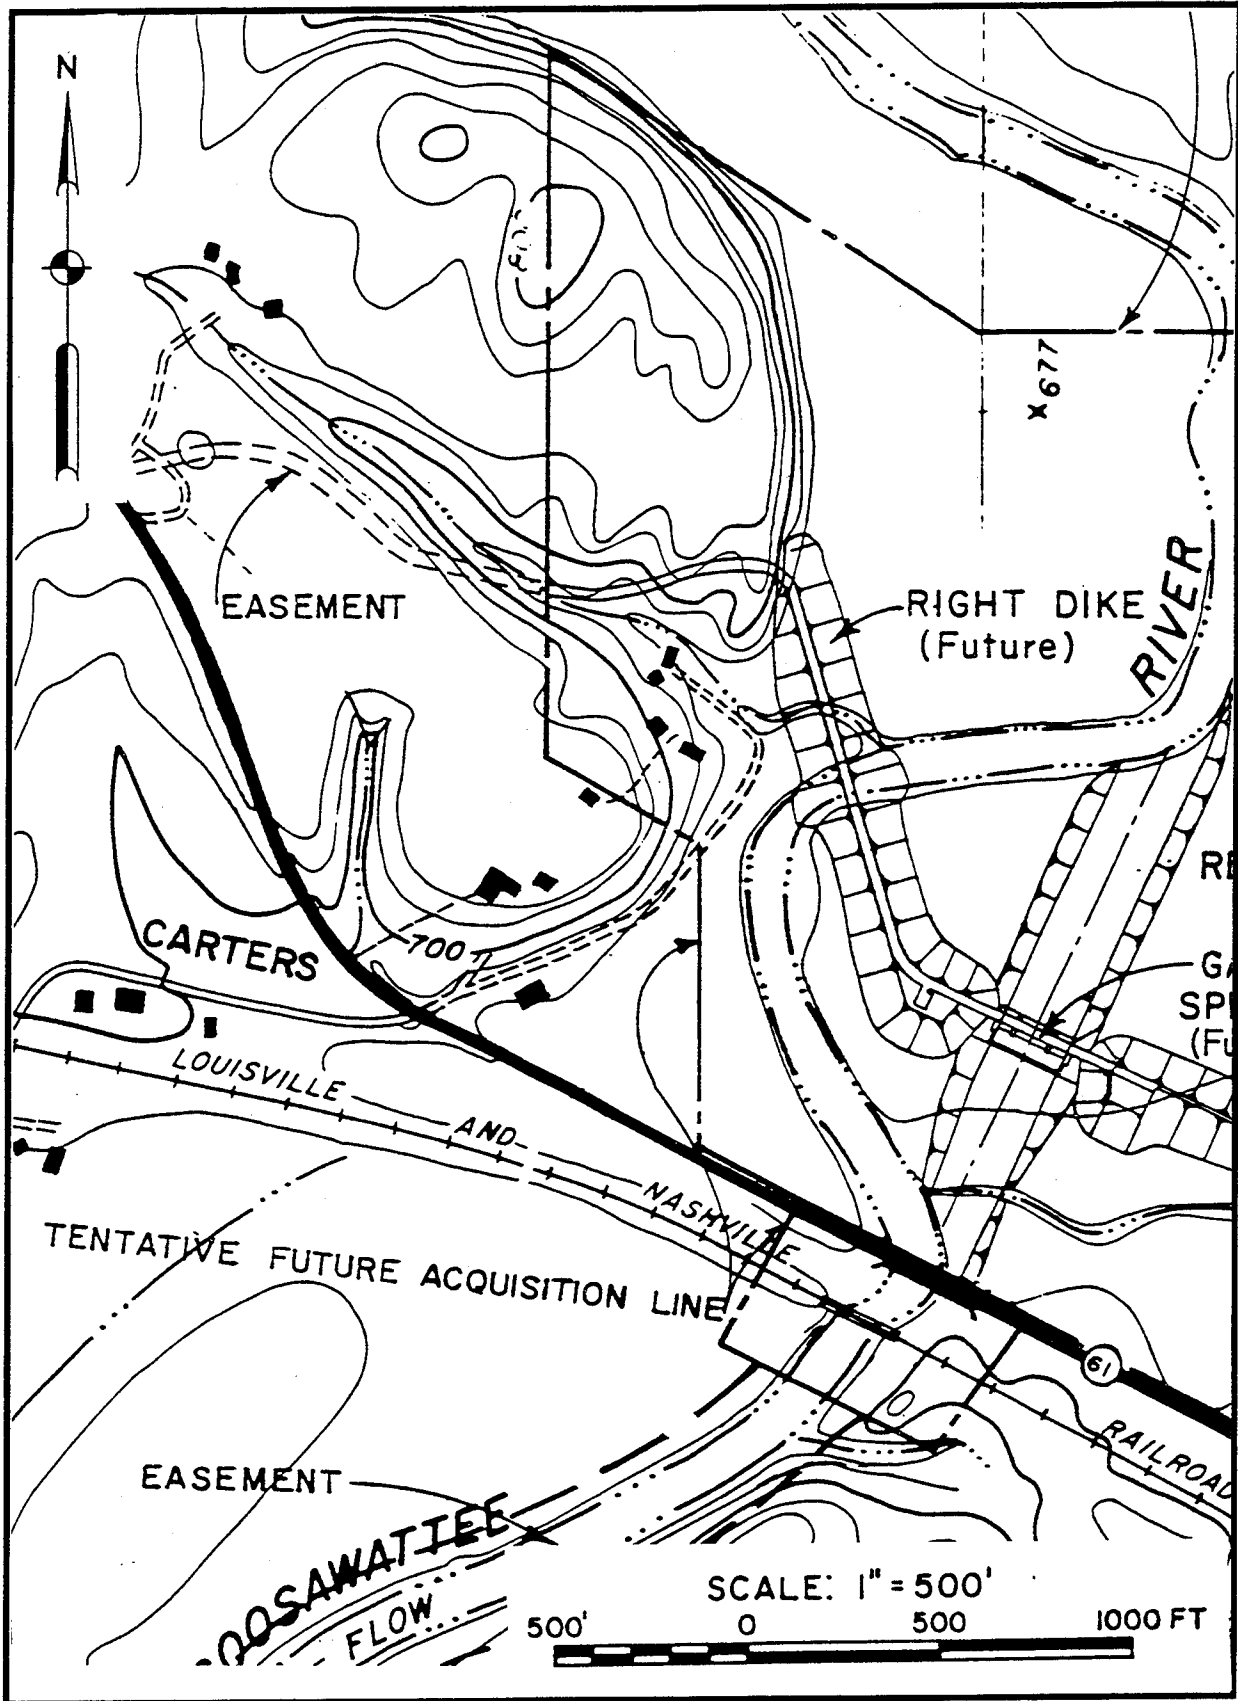 N
677
EASEMENT
RIGHT DIKE
(Future)
RIVER
CARTERS
700
LOUISVILLE AND NASHVILLE RAILROAD
TENTATIVE FUTURE ACQUISITION LINE
61
EASEMENT
OOSAWATTEE
FLOW
SCALE: 1" = 500'
500' 0 500 1000 FT